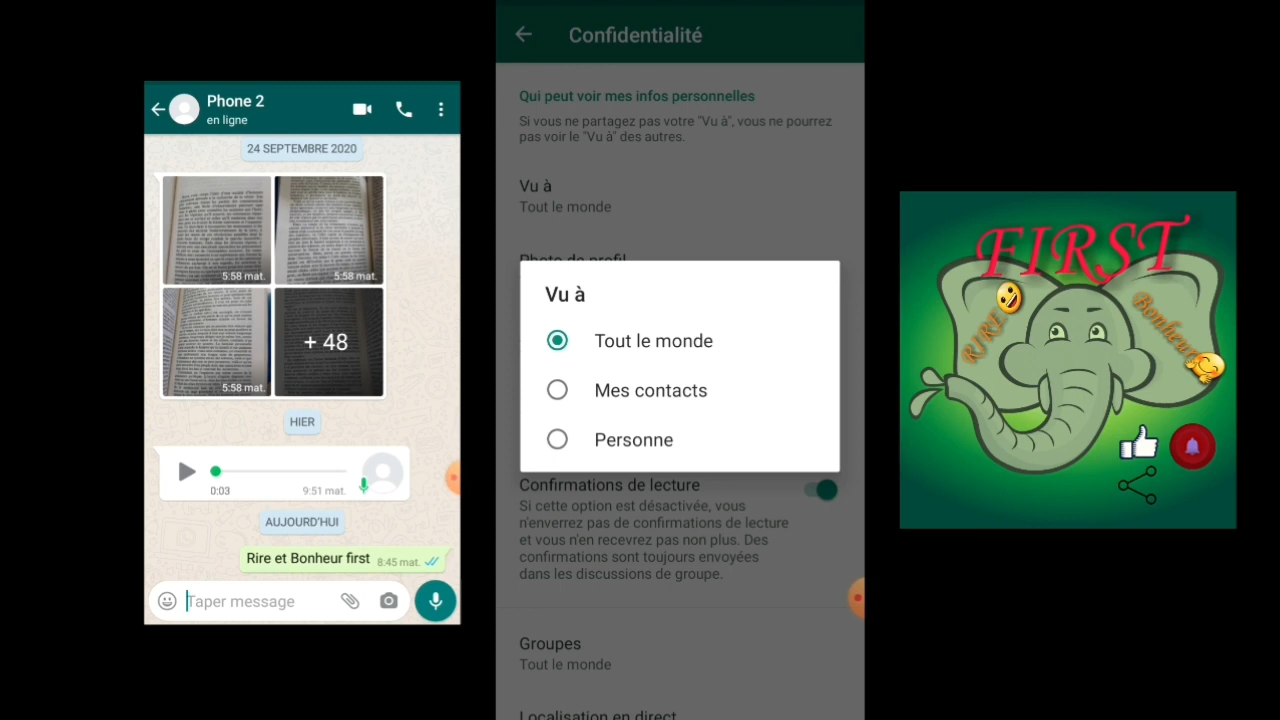 Phone 2
en ligne
24 SEPTEMBRE 2020
5:58 mat.
5:58 mat.
5:58 mat.
+ 48
HIER
0:03
9:51 mat.
AUJOURD'HUI
Rire et Bonheur first 8:45 mat.
Taper message
Confidentialité
Qui peut voir mes infos personnelles
Si vous ne partagez pas votre "Vu à", vous ne pourrez
pas voir le "Vu à" des autres.
Vu à
Tout le monde
Photo de profil
Vu à
Tout le monde
Mes contacts
Personne
Confirmations de lecture
Si cette option est désactivée, vous
n'enverrez pas de confirmations de lecture
et vous n'en recevrez pas non plus. Des
confirmations sont toujours envoyées
dans les discussions de groupe.
Groupes
Tout le monde
Localisation en direct
FIRST
RIRE
Bonheur